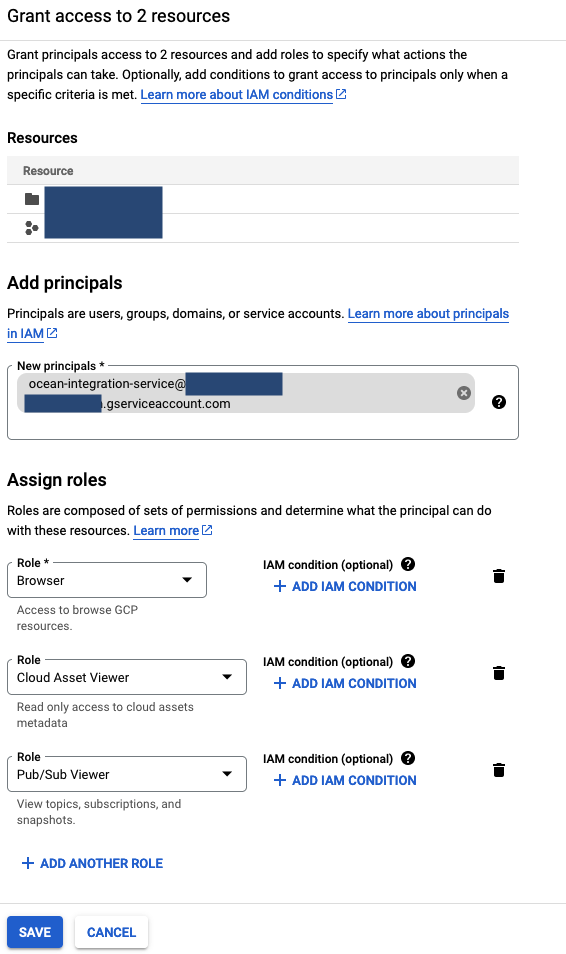 Grant access to 2 resources
Grant principals access to 2 resources and add roles to specify what actions the
principals can take. Optionally, add conditions to grant access to principals only when a
specific criteria is met. Learn more about IAM conditions
Resources
Resource
Add principals
Principals are users, groups, domains, or service accounts. Learn more about principals
in IAM
New principals *
ocean-integration-service@
.gserviceaccount.com
Assign roles
Roles are composed of sets of permissions and determine what the principal can do
with these resources. Learn more
Role *
IAM condition (optional)
Browser
+ ADD IAM CONDITION
Access to browse GCP
resources.
Role
IAM condition (optional)
Cloud Asset Viewer
+ ADD IAM CONDITION
Read only access to cloud assets
metadata
Role
IAM condition (optional)
Pub/Sub Viewer
+ ADD IAM CONDITION
View topics, subscriptions, and
snapshots.
+ ADD ANOTHER ROLE
SAVE
CANCEL